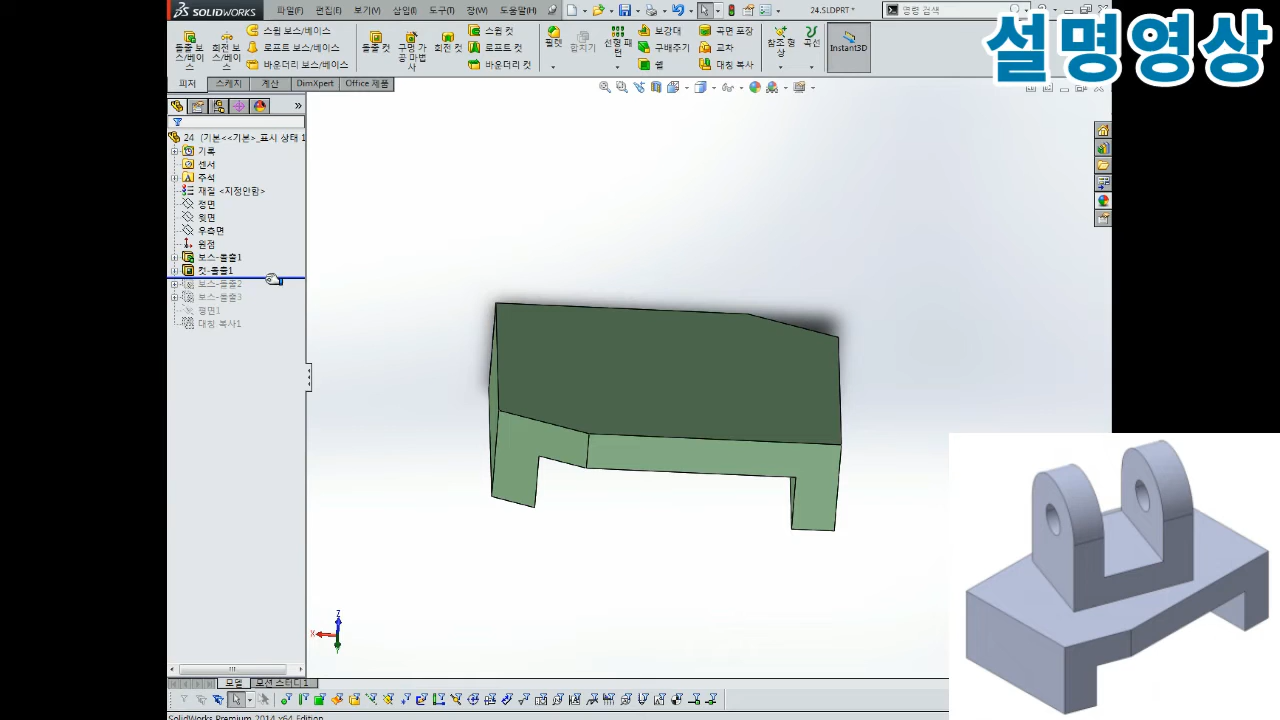 SOLIDWORKS
파일(F)
편집(E)
보기(V)
삽입(I)
도구(T)
창(W)
도움말(H)
24.SLDPRT *
명령 검색
설명영상
돌출 보스/베이스
회전 보스/베이스
스윕 보스/베이스
로프트 보스/베이스
바운더리 보스/베이스
돌출 컷
구멍 가공 마법사
회전 컷
스윕 컷
로프트 컷
바운더리 컷
필렛
선형 패턴
보강대
구배주기
쉘
곡면 포장
교차
대칭 복사
참조 형상
곡선
Instant3D
피처
스케치
계산
DimXpert
Office 제품
24 (기본<<기본>_표시 상태 1
기록
센서
주석
재질 <지정안함>
정면
윗면
우측면
원점
보스-돌출1
컷-돌출1
보스-돌출2
보스-돌출3
평면1
대칭 복사1
Z
X
Y
모델
모션 스터디 1
SolidWorks Premium 2014 x64 Edition